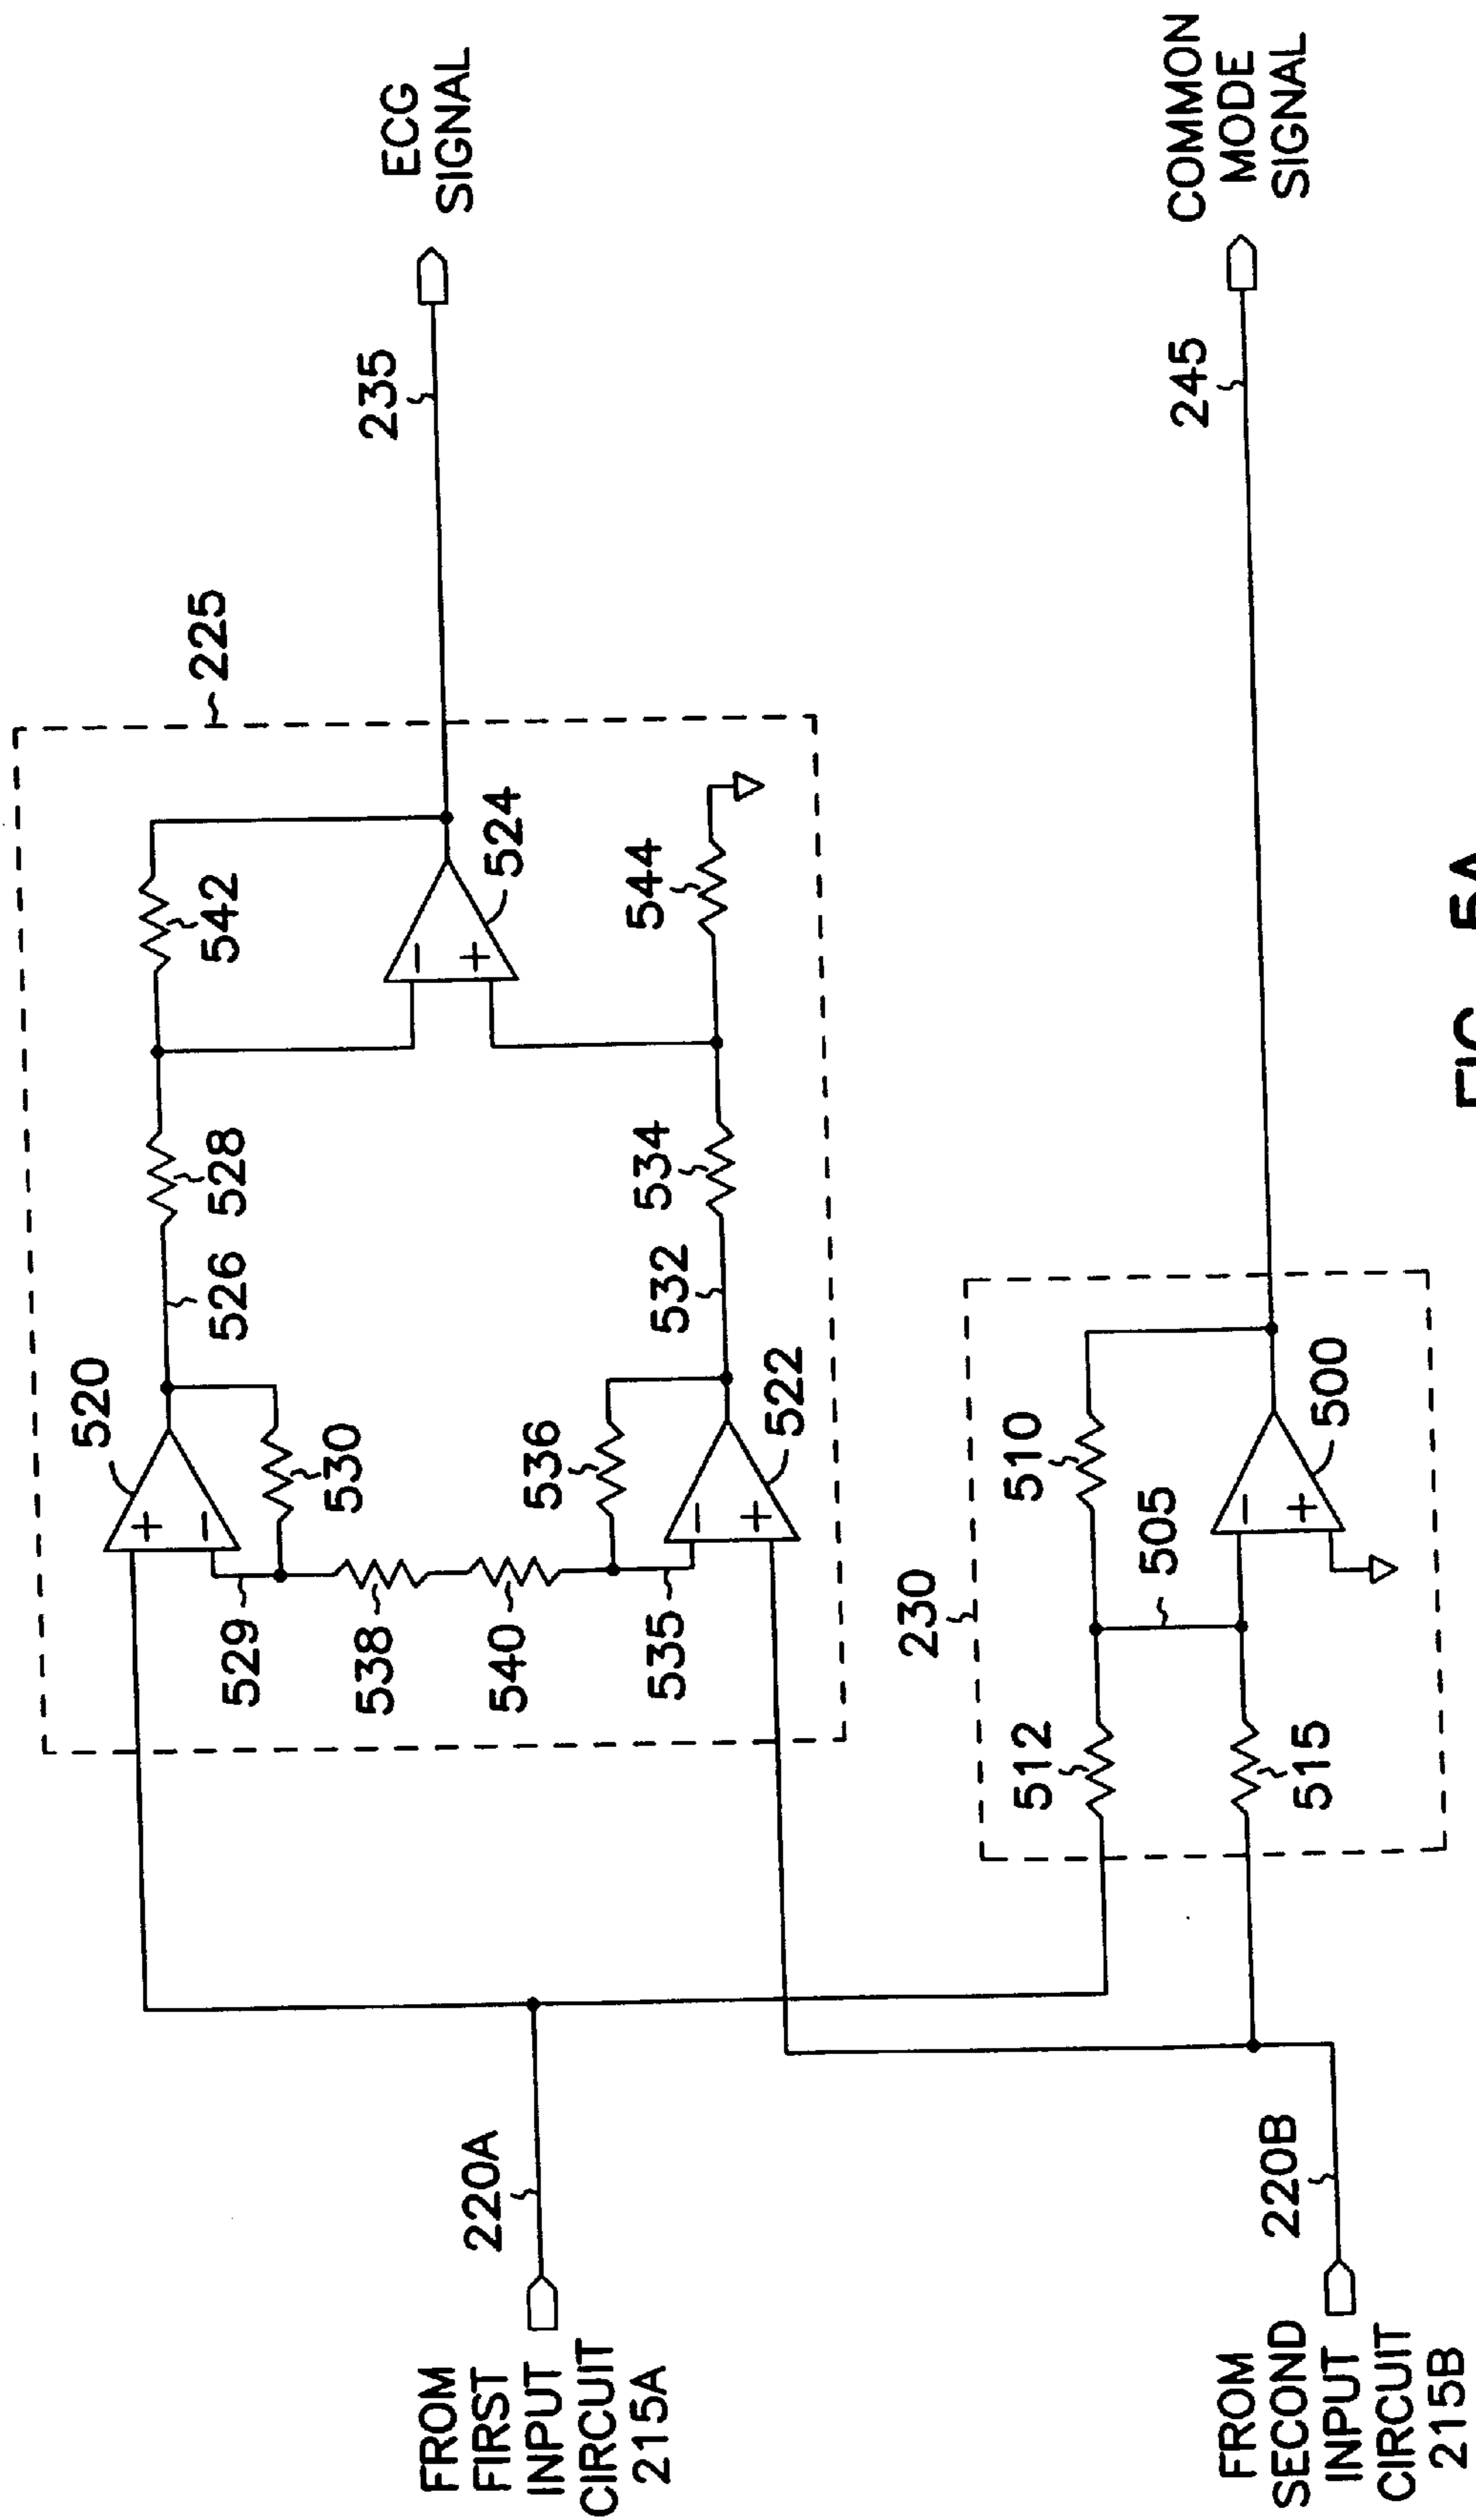 225
520
526
528
542
524
ECG
SIGNAL
235
530
529
538
540
536
535
522
532
534
544
220A
FROM
FIRST
INPUT
CIRCUIT
215A
230
512
505
510
515
500
245
COMMON
MODE
SIGNAL
220B
FROM
SECOND
INPUT
CIRCUIT
215B